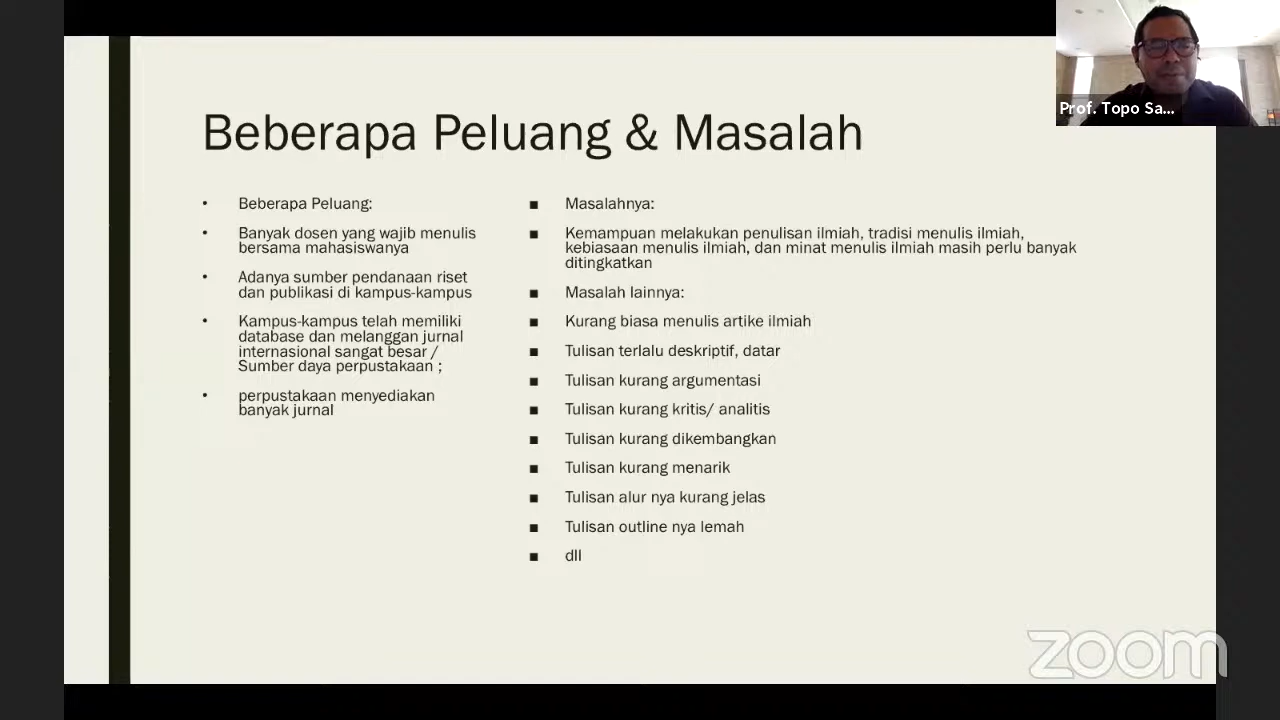 Prof. Topo Sa...
Beberapa Peluang & Masalah
Beberapa Peluang:
Banyak dosen yang wajib menulis
bersama mahasiswanya
Adanya sumber pendanaan riset
dan publikasi di kampus-kampus
Kampus-kampus telah memiliki
database dan melanggan jurnal
internasional sangat besar /
Sumber daya perpustakaan ;
perpustakaan menyediakan
banyak jurnal
Masalahnya:
Kemampuan melakukan penulisan ilmiah, tradisi menulis ilmiah,
kebiasaan menulis ilmiah, dan minat menulis ilmiah masih perlu banyak
ditingkatkan
Masalah lainnya:
Kurang biasa menulis artike ilmiah
Tulisan terlalu deskriptif, datar
Tulisan kurang argumentasi
Tulisan kurang kritis/ analitis
Tulisan kurang dikembangkan
Tulisan kurang menarik
Tulisan alur nya kurang jelas
Tulisan outline nya lemah
dll
zoom